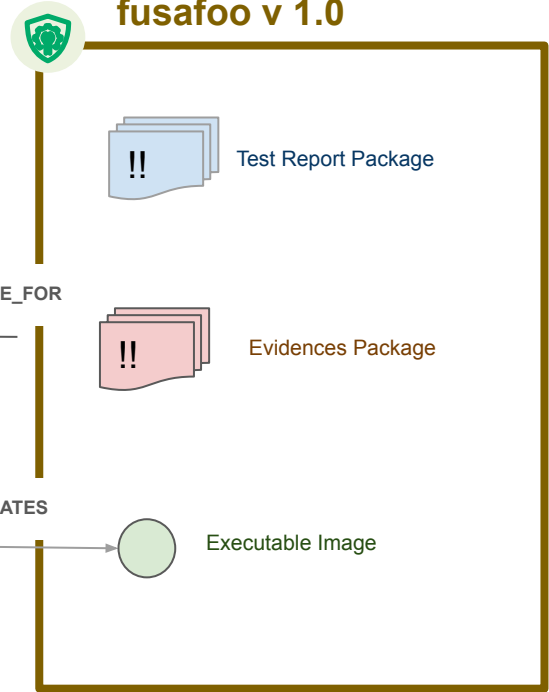 fusafoo v 1.0
!!
Test Report Package
E_FOR
!!
Evidences Package
ATES
Executable Image